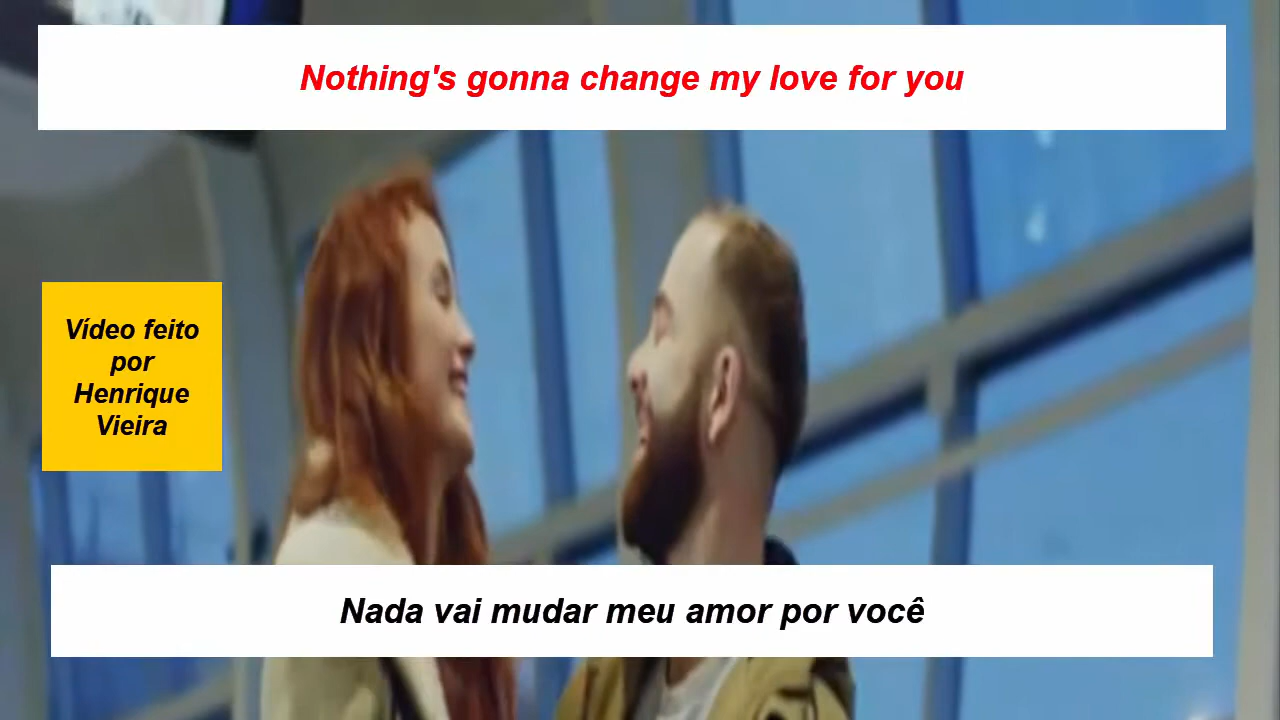 Nothing's gonna change my love for you
Vídeo feito
por
Henrique
Vieira
Nada vai mudar meu amor por você